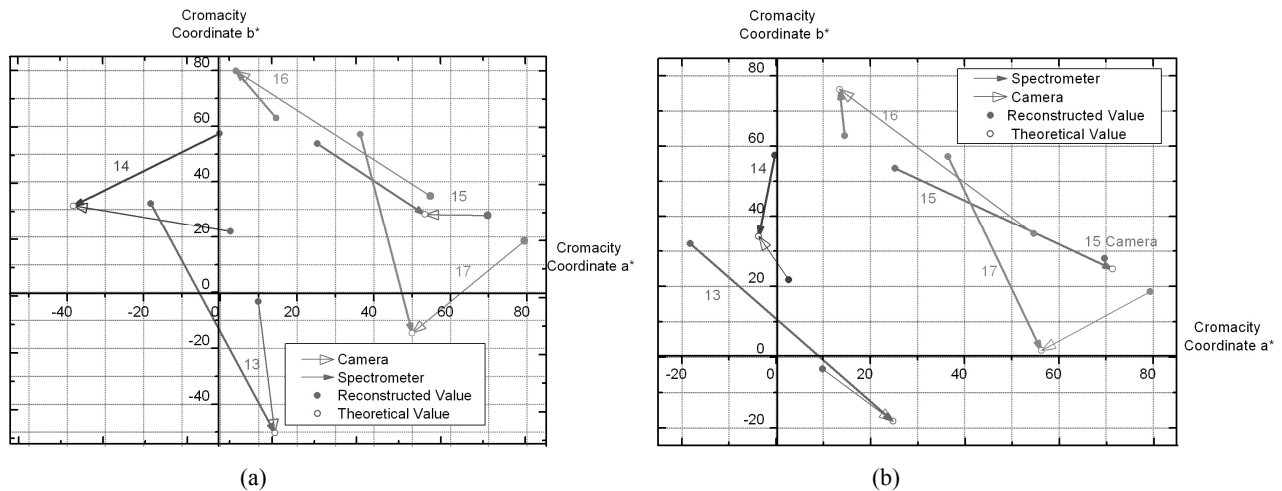 Cromacity
Coordinate b*
80
60
40
20
0
-20
-40
-40
-20
0
20
40
60
80
16
14
15
17
13
Cromacity
Coordinate a*
Camera
Spectrometer
Reconstructed Value
Theoretical Value
(a)
Cromacity
Coordinate b*
80
60
40
20
0
-20
-20
0
20
40
60
80
Spectrometer
Camera
Reconstructed Value
Theoretical Value
16
14
15
15 Camera
17
13
Cromacity
Coordinate a*
(b)